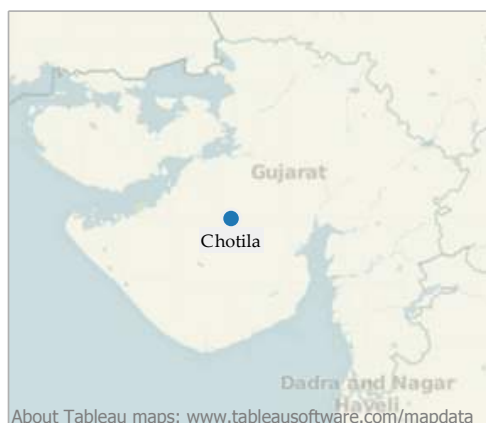 Gujarat
Chotila
Dadra and Nagar
Haveli
About Tableau maps: www.tableausoftware.com/mapdata